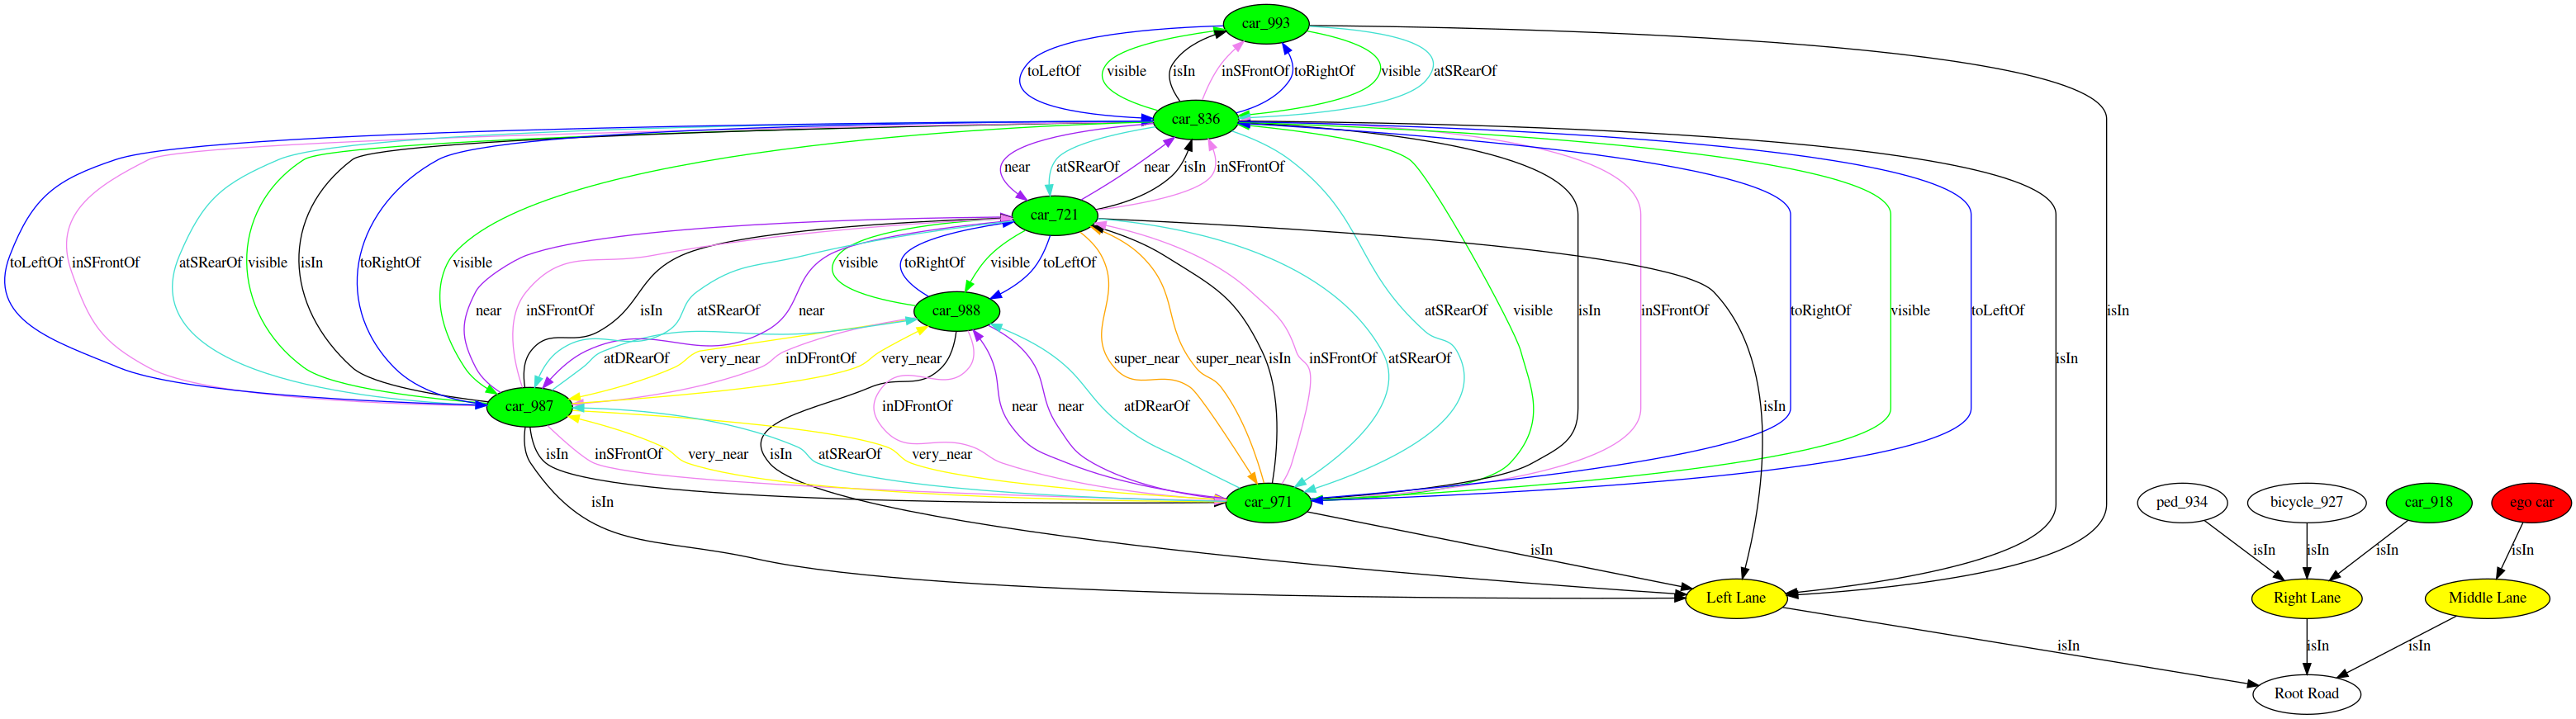 car_993
toLeftOf visible isIn inSFrontOf toRightOf visible atSRearOf
car_836
near atSRearOf near isIn inSFrontOf
car_721
toLeftOf inSFrontOf atSRearOf visible isIn toRightOf visible visible toRightOf visible toLeftOf
near inSFrontOf isIn atSRearOf near car_988 atSRearOf visible isIn inSFrontOf toRightOf visible toLeftOf isIn
atDRearOf very_near inDFrontOf very_near super_near super_near isIn inSFrontOf atSRearOf isIn
car_987 inDFrontOf near near atDRearOf isIn
isIn inSFrontOf very_near atSRearOf very_near isIn
isIn car_971 ped_934 bicycle_927 car_918 ego car
isIn isIn isIn isIn isIn
Left Lane Right Lane Middle Lane
isIn isIn isIn
Root Road